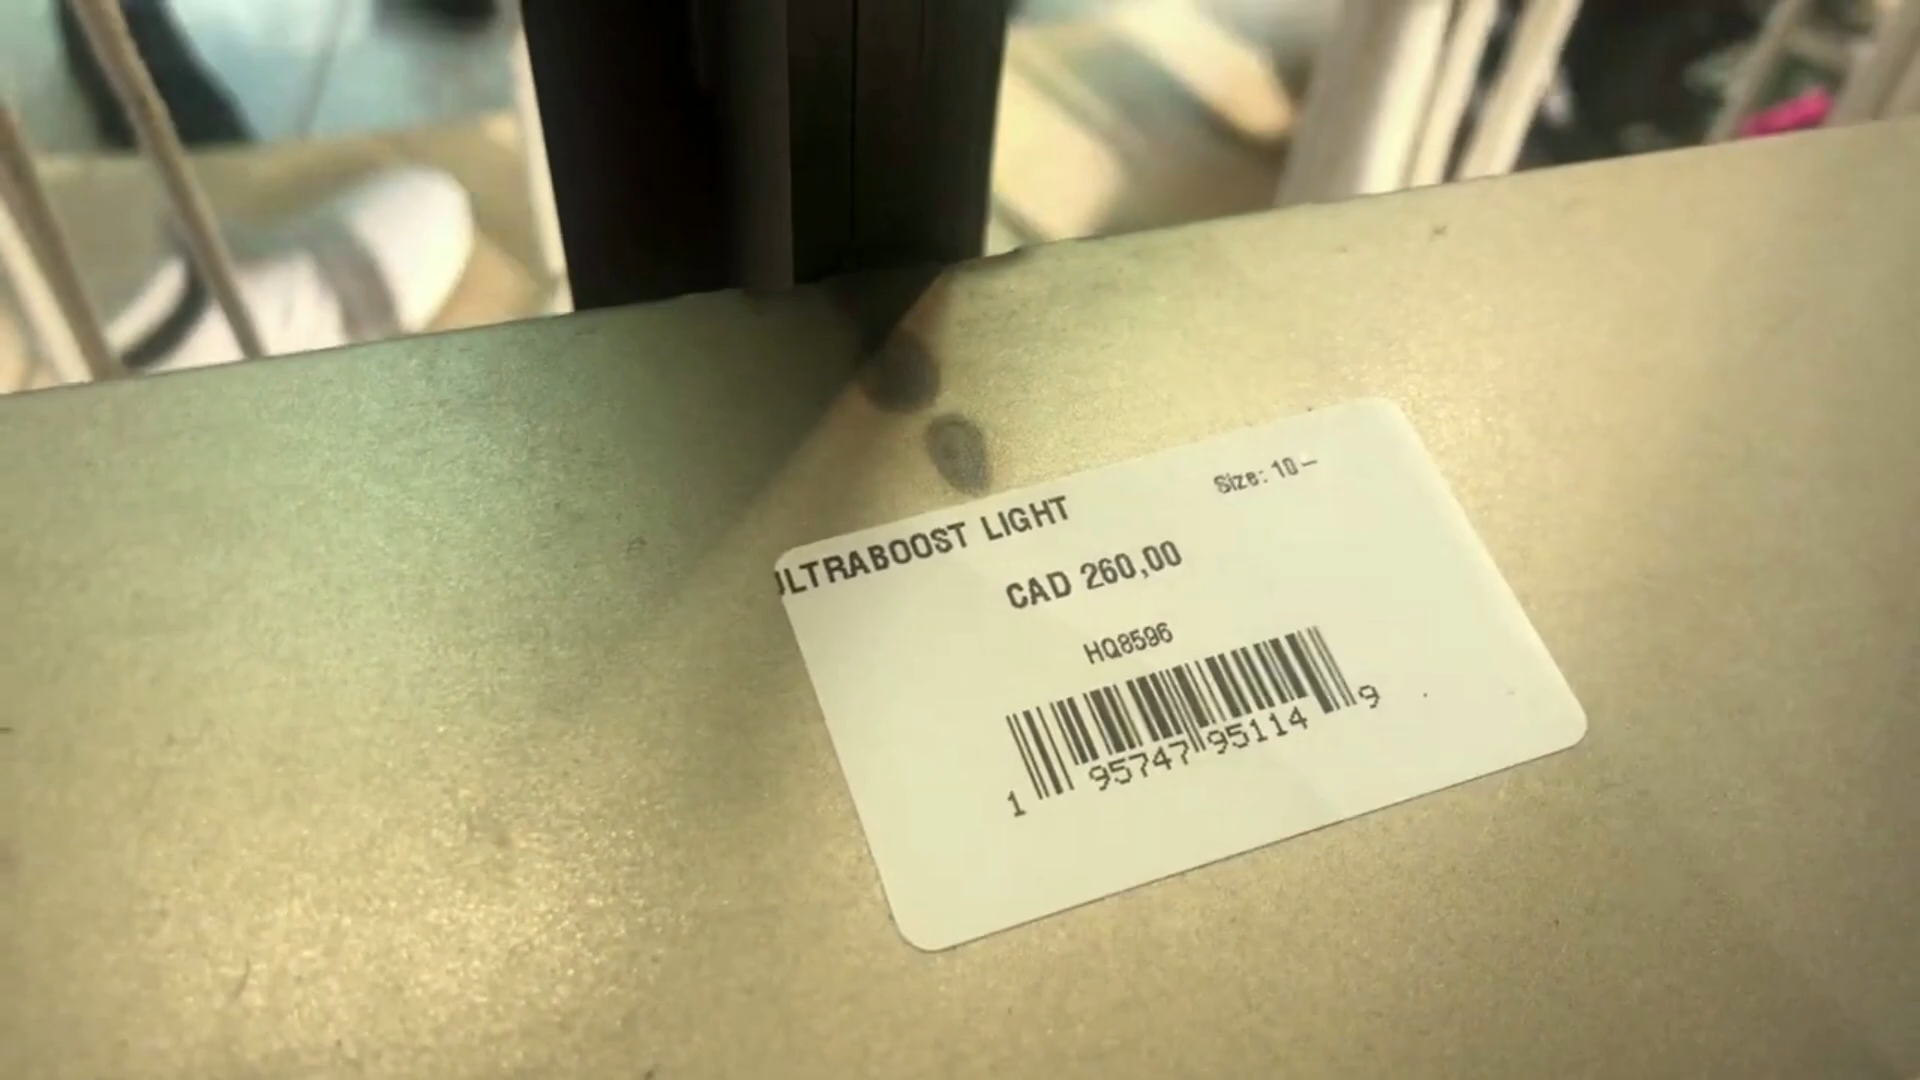 ULTRABOOST LIGHT
Size: 10-
CAD 260,00
HQ8596
1 95747 95114 9